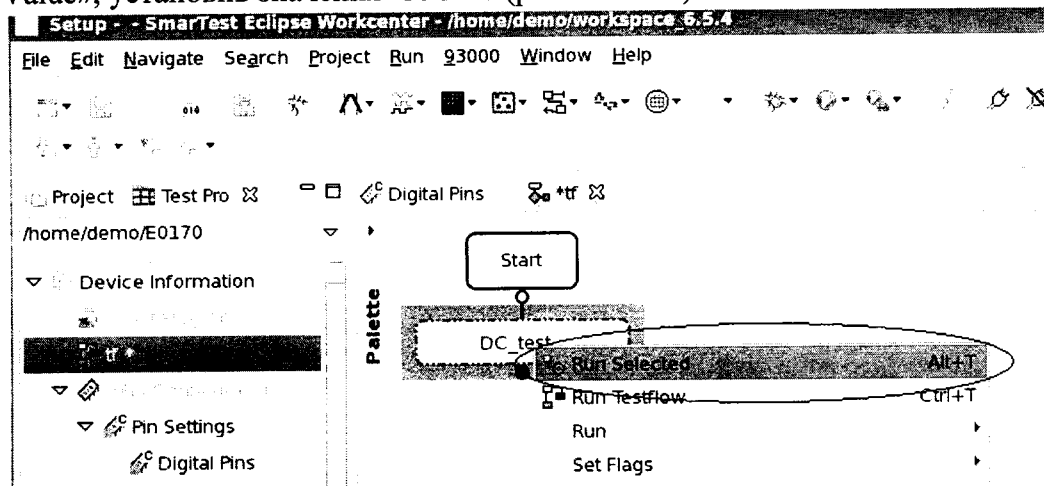 Setup - - SmarTest Eclipse Workcenter - /home/demo/workspace_6.5.4
File Edit Navigate Search Project Run 93000 Window Help
Project Test Pro Digital Pins *tf
/home/demo/E0170
Start
Device Information
Palette
DC_test
tf *
Run Selected Alt+T
Run Testflow Ctrl+T
Pin Settings
Run
Digital Pins
Set Flags